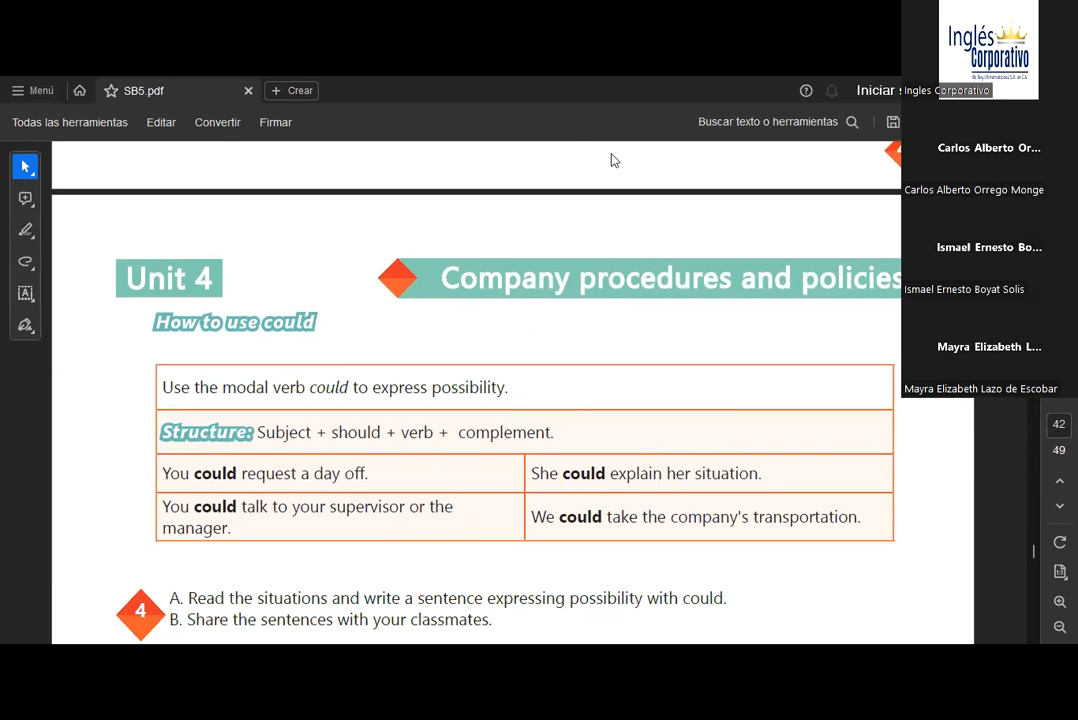 Inglés
Corporativo
Menú
SB5.pdf
Crear
Iniciar s
Ingles Corporativo
Todas las herramientas
Editar
Convertir
Firmar
Buscar texto o herramientas
Carlos Alberto Or...
Carlos Alberto Orrego Monge
Ismael Ernesto Bo...
Ismael Ernesto Boyat Solis
Mayra Elizabeth L...
Mayra Elizabeth Lazo de Escobar
Unit 4
Company procedures and policies
How to use could
Use the modal verb could to express possibility.
Structure: Subject + should + verb + complement.
You could request a day off.
She could explain her situation.
You could talk to your supervisor or the
manager.
We could take the company's transportation.
4
A. Read the situations and write a sentence expressing possibility with could.
B. Share the sentences with your classmates.
42
49